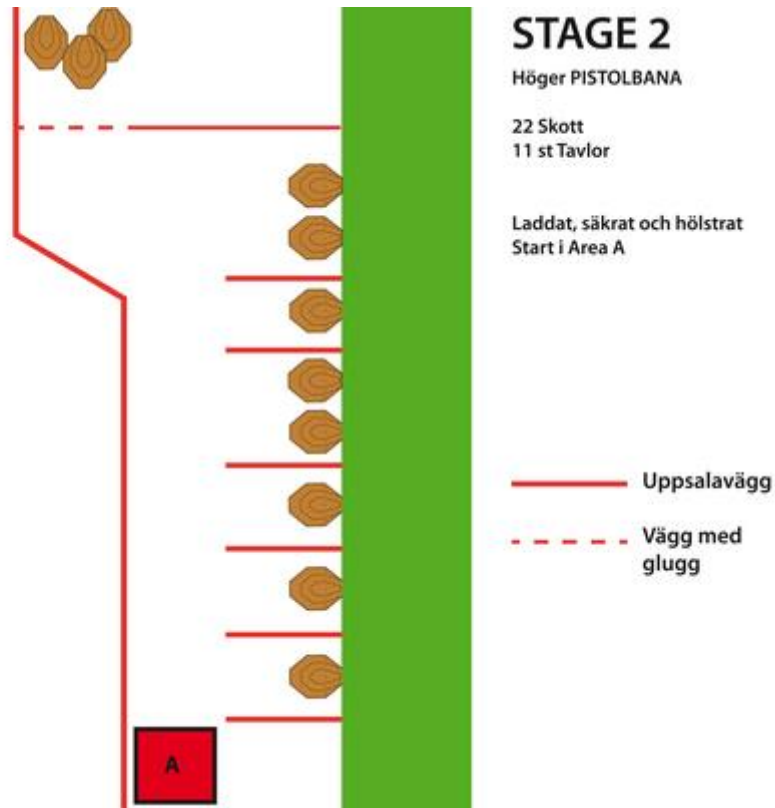 STAGE 2
Höger PISTOLBANA
22 Skott
11 st Tavlor
Laddat, säkrat och hölstrat
Start i Area A
Uppsalavägg
Vägg med
glugg
A